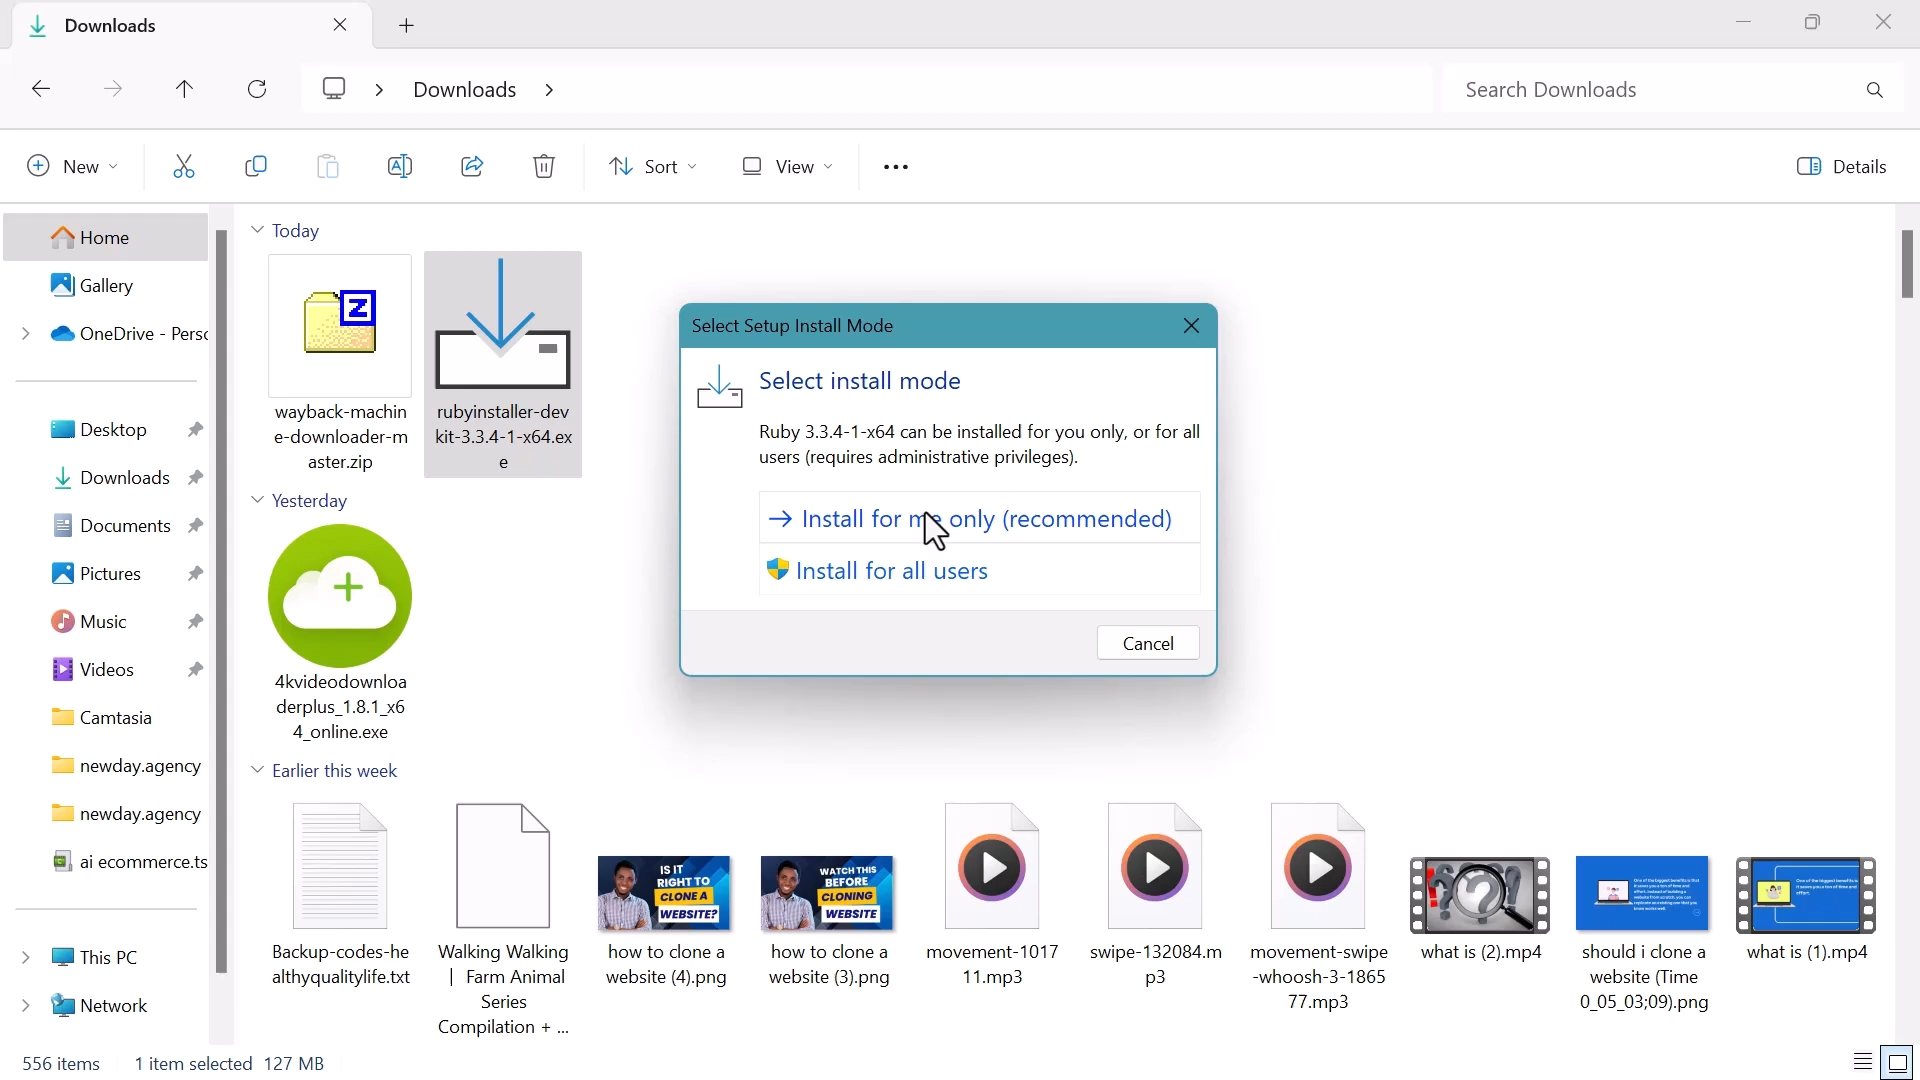 Downloads
Downloads
Search Downloads
New
Sort
View
Details
Home
Gallery
OneDrive - Perso
Desktop
Downloads
Documents
Pictures
Music
Videos
Camtasia
newday.agency
newday.agency
ai ecommerce.ts
This PC
Network
Today
wayback-machin
e-downloader-m
aster.zip
rubyinstaller-dev
kit-3.3.4-1-x64.ex
e
Yesterday
4kvideodownloa
derplus_1.8.1_x6
4_online.exe
Earlier this week
Backup-codes-he
althyqualitylife.txt
Walking Walking
| Farm Animal
Series
Compilation + ...
IS IT
RIGHT TO
CLONE A
WEBSITE?
how to clone a
website (4).png
WATCH THIS
BEFORE
CLONING
WEBSITE
how to clone a
website (3).png
movement-1017
11.mp3
swipe-132084.m
p3
movement-swipe
-whoosh-3-1865
77.mp3
what is (2).mp4
should i clone a
website (Time
0_05_03;09).png
what is (1).mp4
Select Setup Install Mode
Select install mode
Ruby 3.3.4-1-x64 can be installed for you only, or for all
users (requires administrative privileges).
Install for me only (recommended)
Install for all users
Cancel
556 items
1 item selected 127 MB